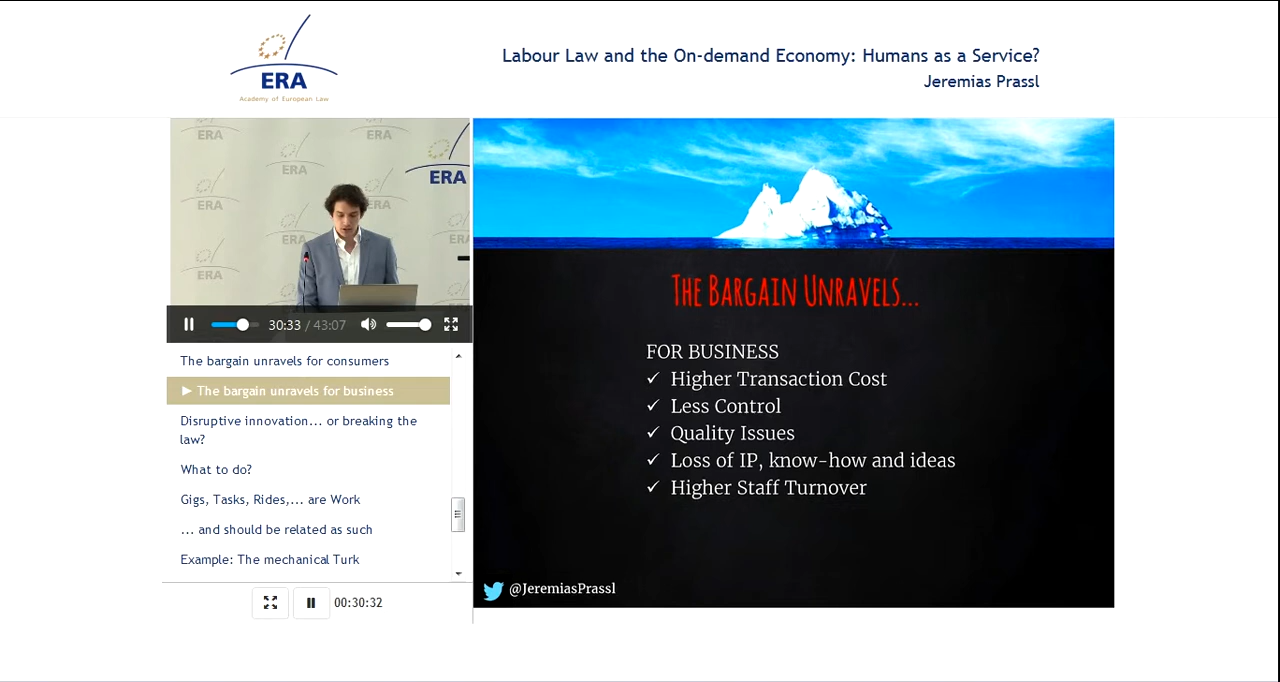 ERA
Academy of European Law
Labour Law and the On-demand Economy: Humans as a Service?
Jeremias Prassl
ERA
ERA
ERA
ERA
ERA
ERA
ERA
ERA
ERA
ERA
30:33 / 43:07
The bargain unravels for consumers
► The bargain unravels for business
Disruptive innovation... or breaking the
law?
What to do?
Gigs, Tasks, Rides,... are Work
... and should be related as such
Example: The mechanical Turk
00:30:32
The Bargain Unravels...
FOR BUSINESS
✓ Higher Transaction Cost
✓ Less Control
✓ Quality Issues
✓ Loss of IP, know-how and ideas
✓ Higher Staff Turnover
@JeremiasPrassl